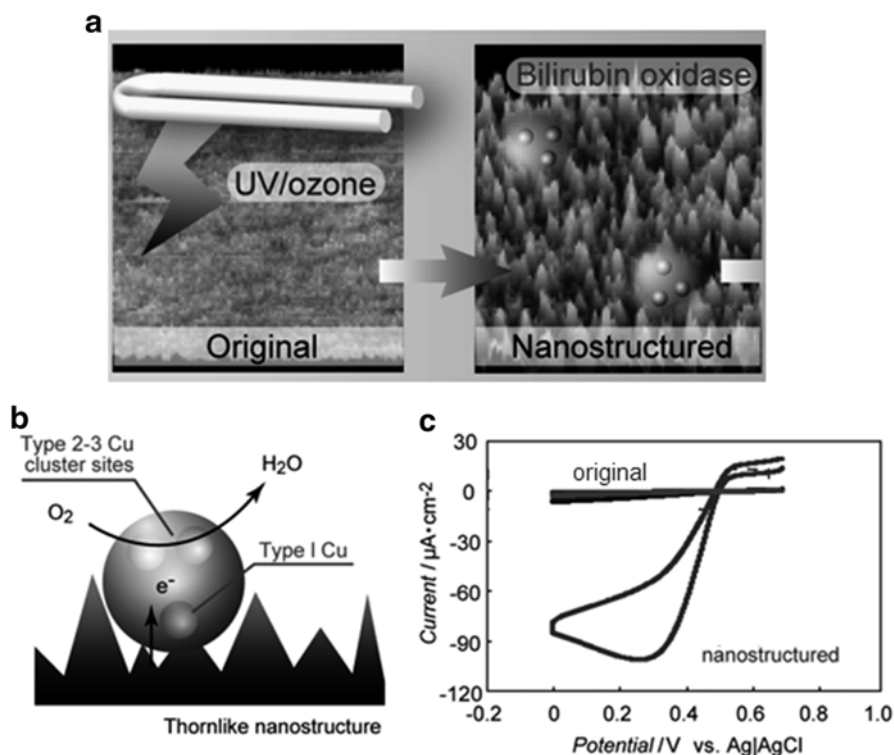 a
UV/ozone
Original
Bilirubin oxidase
Nanostructured
b
Type 2-3 Cu
cluster sites
H2O
O2
Type I Cu
e-
Thornlike nanostructure
c
Current / µA·cm-2
30
0
-30
-60
-90
-120
original
nanostructured
-0.2
0
0.2
0.4
0.6
0.8
1.0
Potential / V vs. Ag|AgCl